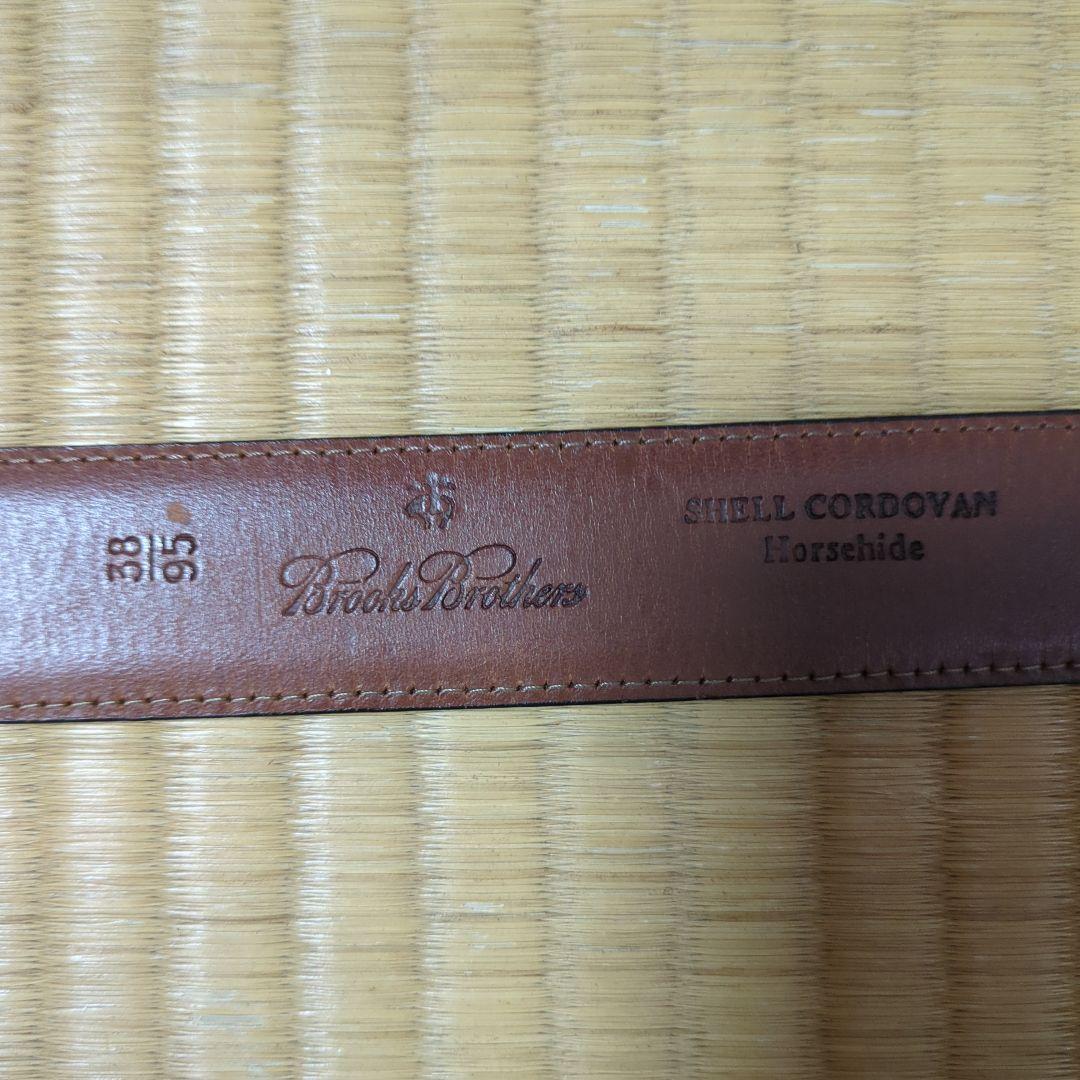 38
95
Brooks Brothers
SHELL CORDOVAN
Horsehide